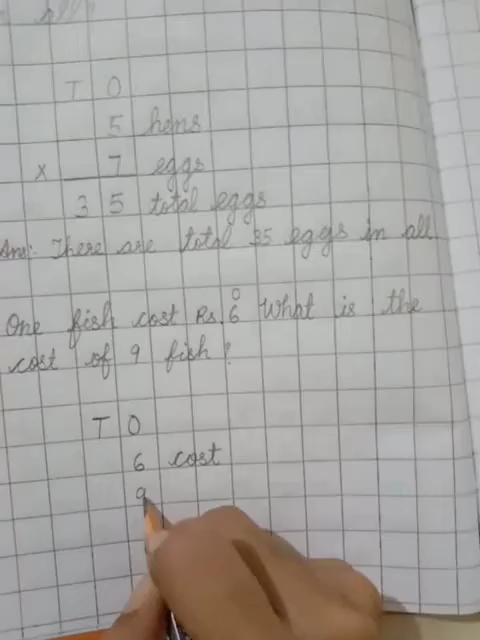 T O
5 hens
x 7 eggs
3 5 total eggs
Ans: There are total 35 eggs in all
One fish cost Rs. 6 What is the
cost of 9 fish?
T O
6 cost
9